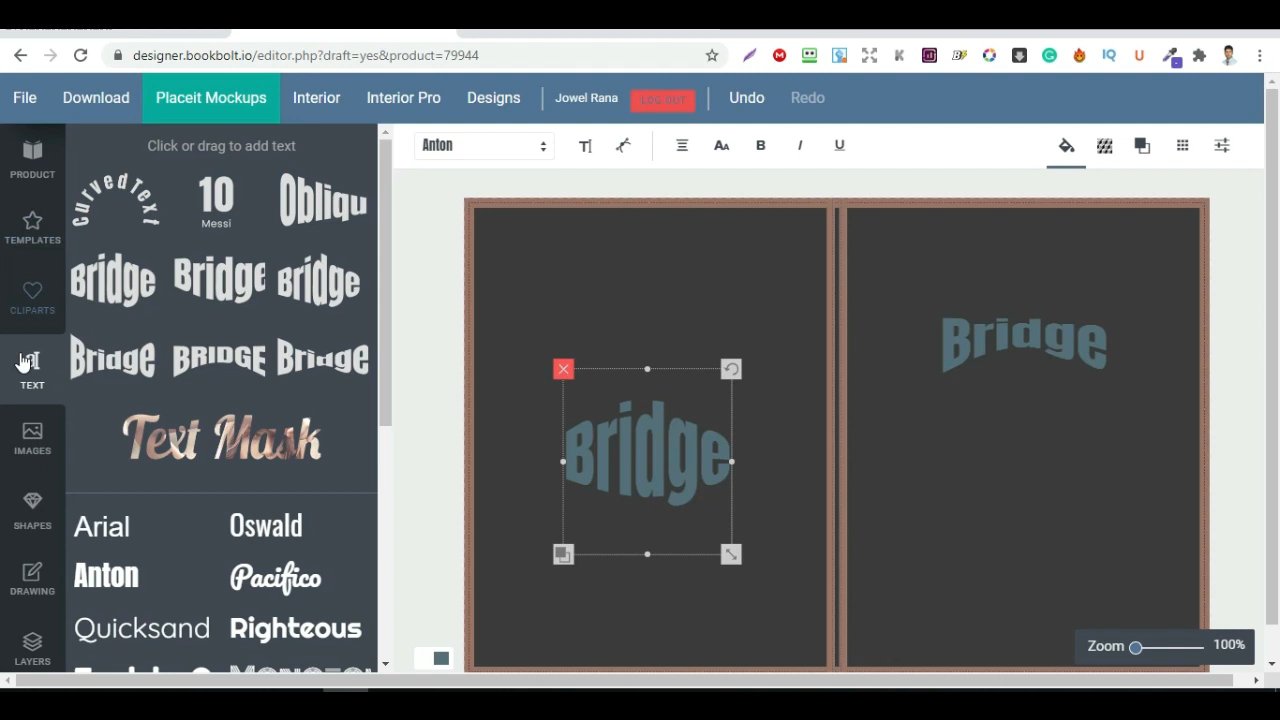 designer.bookbolt.io/editor.php?draft=yes&product=79944
File Download Placeit Mockups Interior Interior Pro Designs Jowel Rana LOG OUT Undo Redo
PRODUCT
TEMPLATES
CLIPARTS
TEXT
IMAGES
SHAPES
DRAWING
LAYERS
Click or drag to add text
CurvedText 10 Obliqu
Messi
Bridge Bridge Bridge
Bridge BRIDGE Bridge
Text Mask
Arial Oswald
Anton Pacifico
Quicksand Righteous
Anton
Bridge
Bridge
Zoom 100%